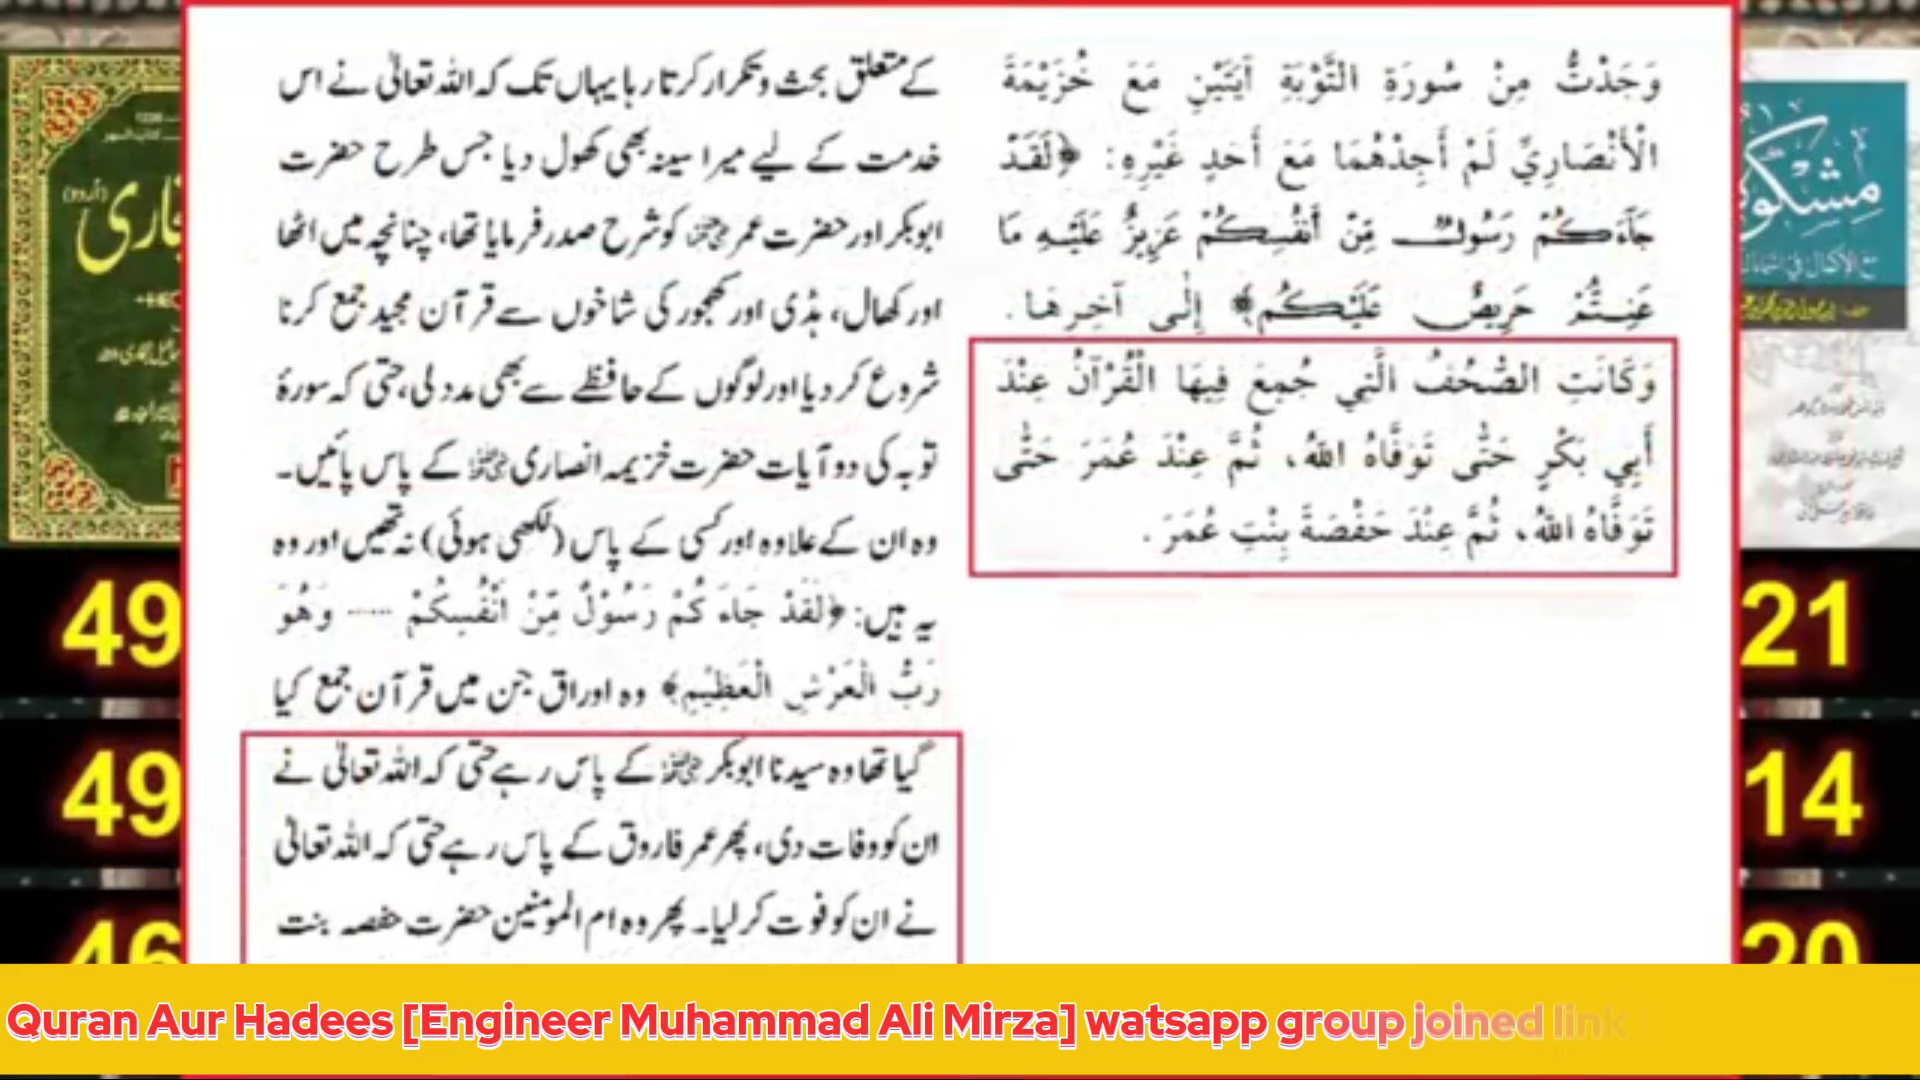 وَجَدْتُّ مِنْ سُورَةِ التَّوْبَةِ آيَتَيْنِ مَعَ خُزَيْمَةَ
الْأَنْصَارِيِّ لَمْ أَجِدْهُمَا مَعَ أَحَدٍ غَيْرِهِ: ﴿لَقَدْ
جَآءَكُمْ رَسُولٌ مِّنْ أَنفُسِكُمْ عَزِيزٌ عَلَيْهِ مَا
عَنِتُّمْ حَرِيصٌ عَلَيْكُم﴾ إِلٰى آخِرِهَا.
وَكَانَتِ الصُّحُفُ الَّتِي جُمِعَ فِيهَا الْقُرْآنُ عِنْدَ
أَبِي بَكْرٍ حَتّٰى تَوَفَّاهُ اللهُ، ثُمَّ عِنْدَ عُمَرَ حَتّٰى
تَوَفَّاهُ اللهُ، ثُمَّ عِنْدَ حَفْصَةَ بِنْتِ عُمَرَ.
کے متعلق بحث و تکرار کرتا رہا یہاں تک کہ اللہ تعالیٰ نے اس
خدمت کے لیے میرا سینہ بھی کھول دیا جس طرح حضرت
ابوبکر اور حضرت عمر کو شرح صدر فرمایا تھا، چنانچہ میں اٹھا
اور کھال، ہڈی اور کھجور کی شاخوں سے قرآن مجید جمع کرنا
شروع کر دیا اور لوگوں کے حافظے سے بھی مدد لی، حتی کہ سورۂ
توبہ کی دو آیات حضرت خزیمہ انصاری کے پاس پائیں۔
وہ ان کے علاوہ اور کسی کے پاس (لکھی ہوئی) نہ تھیں اور وہ
یہ ہیں: ﴿لَقَدْ جَاءَ كُمْ رَسُوْلٌ مِّنْ اَنْفُسِكُمْ ...... وَهُوَ
رَبُّ الْعَرْشِ الْعَظِيْمِ﴾ وہ اوراق جن میں قرآن جمع کیا
گیا تھا وہ سیدنا ابوبکر کے پاس رہے حتی کہ اللہ تعالیٰ نے
ان کو وفات دی، پھر عمر فاروق کے پاس رہے حتی کہ اللہ تعالیٰ
نے ان کو فوت کر لیا۔ پھر وہ ام المومنین حضرت حفصہ بنت
مشکوٰ
49
21
49
14
46
20
Quran Aur Hadees [Engineer Muhammad Ali Mirza] watsapp group joined link